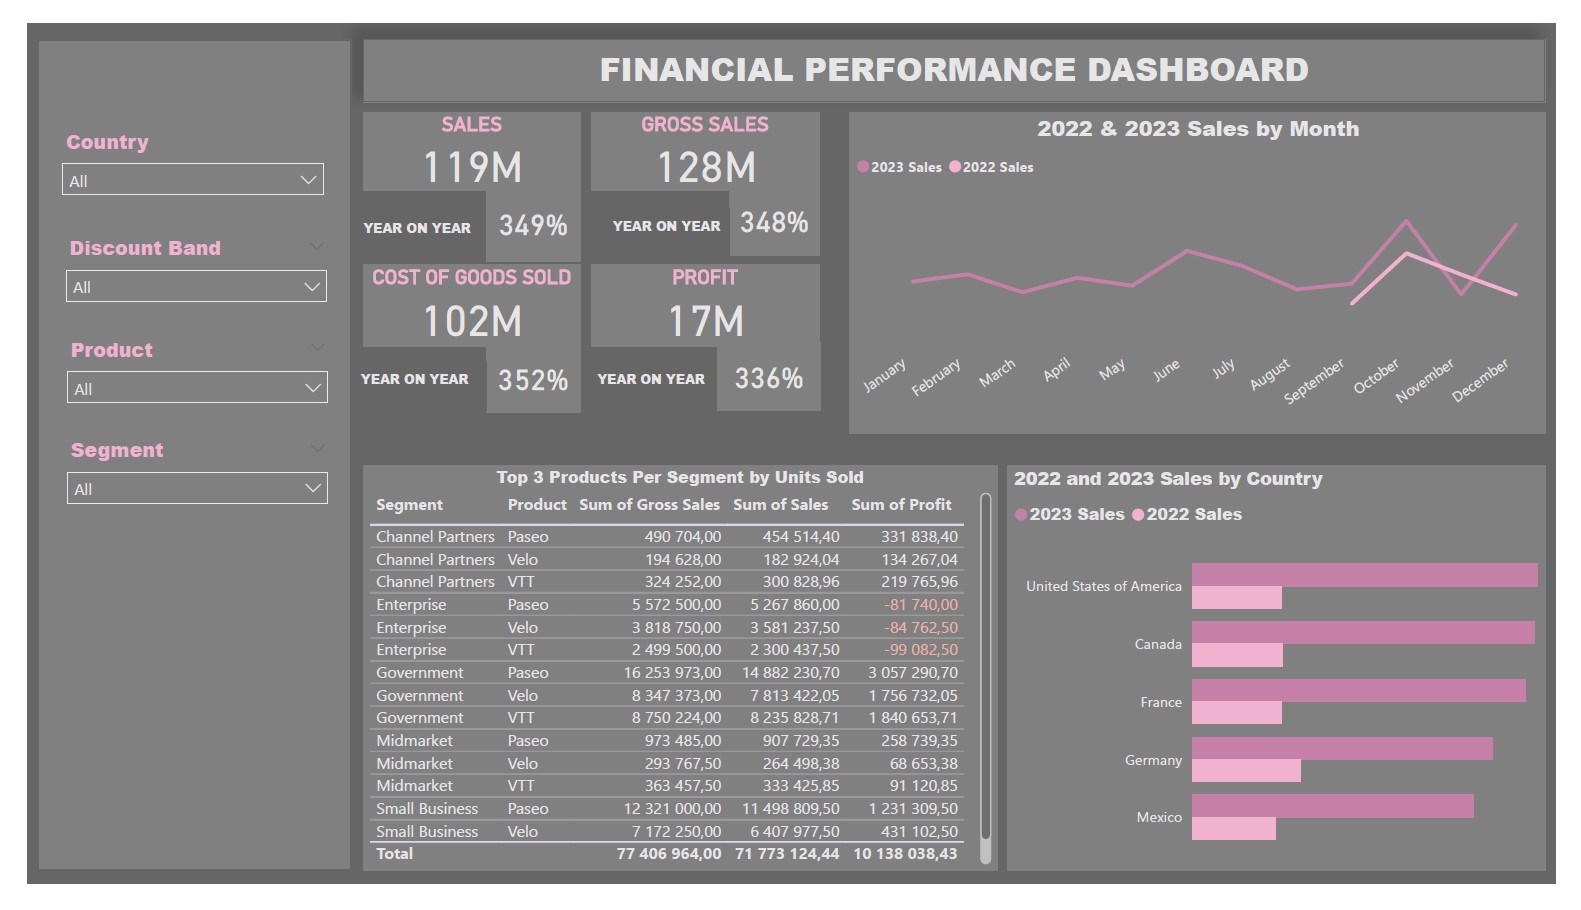 FINANCIAL PERFORMANCE DASHBOARD
Country
All
Discount Band
All
Product
All
Segment
All
SALES
119M
YEAR ON YEAR
349%
GROSS SALES
128M
YEAR ON YEAR
348%
COST OF GOODS SOLD
102M
YEAR ON YEAR
352%
PROFIT
17M
YEAR ON YEAR
336%
2022 & 2023 Sales by Month
2023 Sales 2022 Sales
January February March April May June July August September October November December
Top 3 Products Per Segment by Units Sold
Segment Product Sum of Gross Sales Sum of Sales Sum of Profit
Channel Partners Paseo 490 704,00 454 514,40 331 838,40
Channel Partners Velo 194 628,00 182 924,04 134 267,04
Channel Partners VTT 324 252,00 300 828,96 219 765,96
Enterprise Paseo 5 572 500,00 5 267 860,00 -81 740,00
Enterprise Velo 3 818 750,00 3 581 237,50 -84 762,50
Enterprise VTT 2 499 500,00 2 300 437,50 -99 082,50
Government Paseo 16 253 973,00 14 882 230,70 3 057 290,70
Government Velo 8 347 373,00 7 813 422,05 1 756 732,05
Government VTT 8 750 224,00 8 235 828,71 1 840 653,71
Midmarket Paseo 973 485,00 907 729,35 258 739,35
Midmarket Velo 293 767,50 264 498,38 68 653,38
Midmarket VTT 363 457,50 333 425,85 91 120,85
Small Business Paseo 12 321 000,00 11 498 809,50 1 231 309,50
Small Business Velo 7 172 250,00 6 407 977,50 431 102,50
Total 77 406 964,00 71 773 124,44 10 138 038,43
2022 and 2023 Sales by Country
2023 Sales 2022 Sales
United States of America
Canada
France
Germany
Mexico